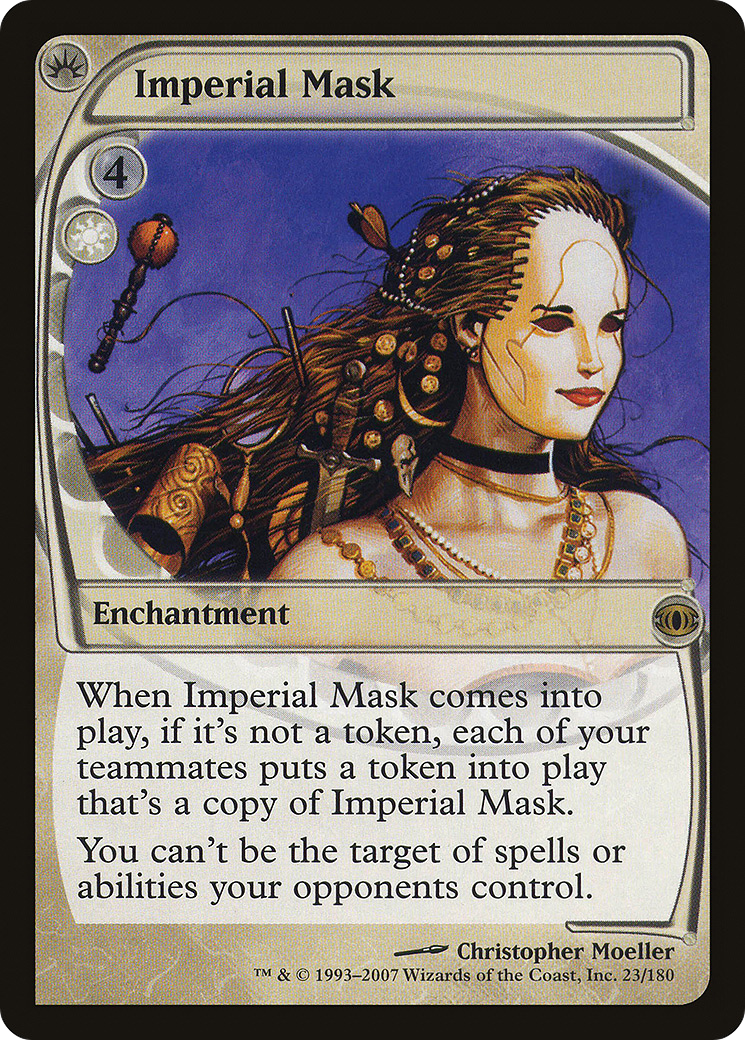 Imperial Mask
4
Enchantment
When Imperial Mask comes into
play, if it's not a token, each of your
teammates puts a token into play
that's a copy of Imperial Mask.
You can't be the target of spells or
abilities your opponents control.
Christopher Moeller
™ & © 1993–2007 Wizards of the Coast, Inc. 23/180